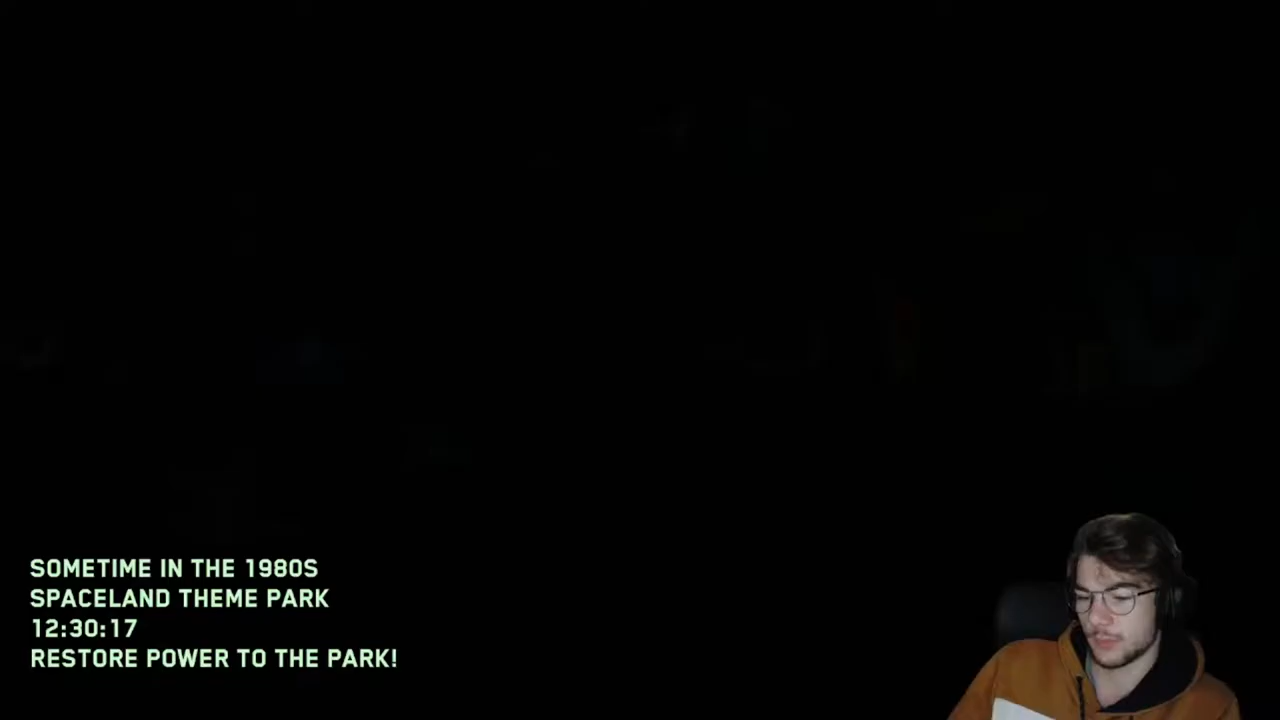 SOMETIME IN THE 1980S
SPACELAND THEME PARK
12:30:17
RESTORE POWER TO THE PARK!